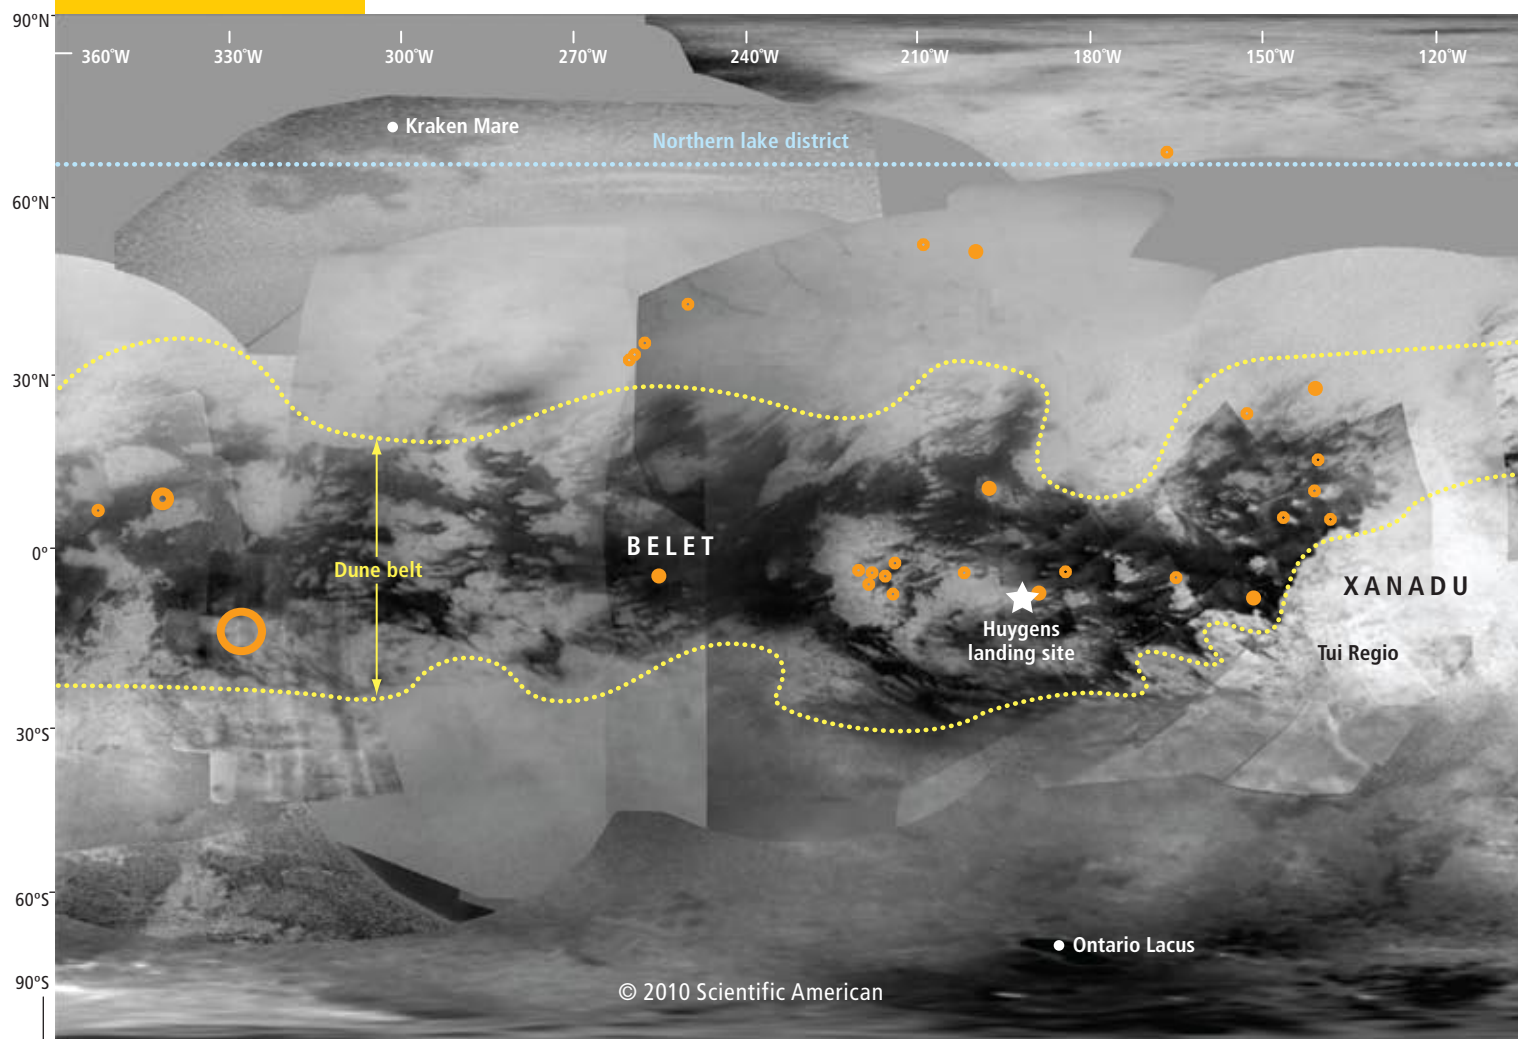 90°N
360°W 330°W 300°W 270°W 240°W 210°W 180°W 150°W 120°W
Kraken Mare
Northern lake district
60°N
30°N
0°
BELET
Dune belt
XANADU
Huygens
landing site
Tui Regio
30°S
60°S
Ontario Lacus
90°S
© 2010 Scientific American